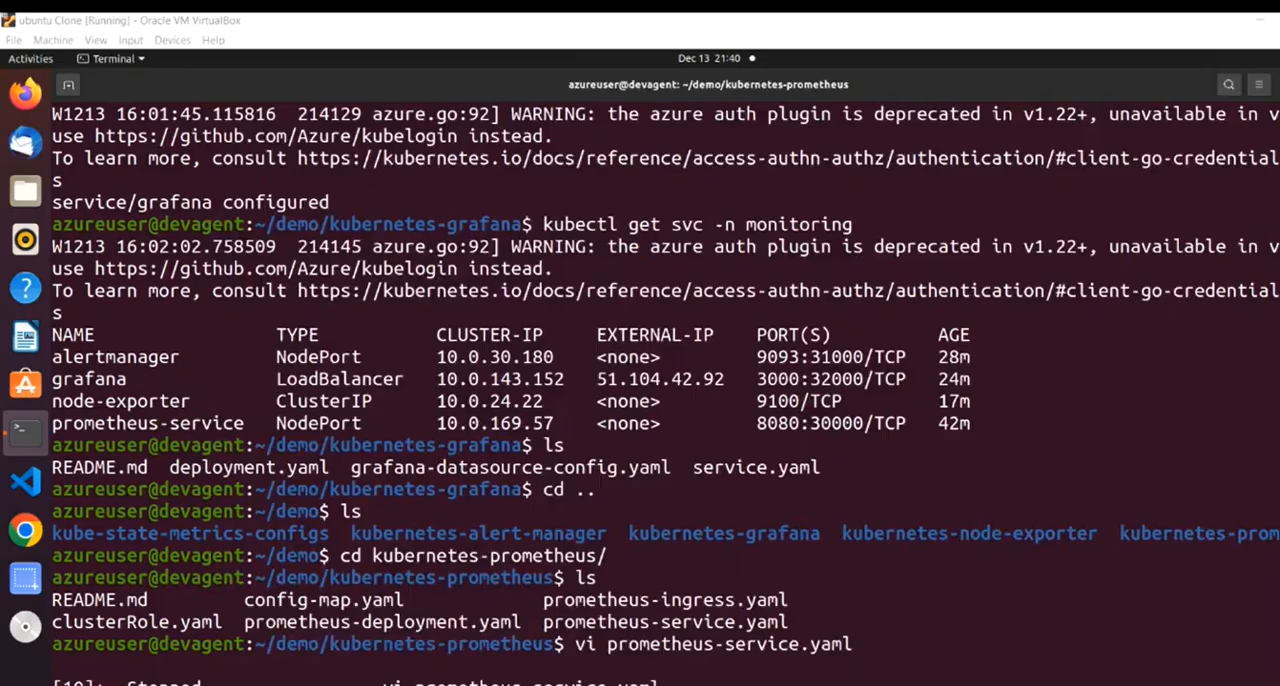 ubuntu Clone [Running] - Oracle VM VirtualBox
File Machine View Input Devices Help
Activities Terminal Dec 13 21:40
azureuser@devagent: ~/demo/kubernetes-prometheus
W1213 16:01:45.115816 214129 azure.go:92] WARNING: the azure auth plugin is deprecated in v1.22+, unavailable in v
use https://github.com/Azure/kubelogin instead.
To learn more, consult https://kubernetes.io/docs/reference/access-authn-authz/authentication/#client-go-credential
s
service/grafana configured
azureuser@devagent:~/demo/kubernetes-grafana$ kubectl get svc -n monitoring
W1213 16:02:02.758509 214145 azure.go:92] WARNING: the azure auth plugin is deprecated in v1.22+, unavailable in v
use https://github.com/Azure/kubelogin instead.
To learn more, consult https://kubernetes.io/docs/reference/access-authn-authz/authentication/#client-go-credential
s
NAME TYPE CLUSTER-IP EXTERNAL-IP PORT(S) AGE
alertmanager NodePort 10.0.30.180 <none> 9093:31000/TCP 28m
grafana LoadBalancer 10.0.143.152 51.104.42.92 3000:32000/TCP 24m
node-exporter ClusterIP 10.0.24.22 <none> 9100/TCP 17m
prometheus-service NodePort 10.0.169.57 <none> 8080:30000/TCP 42m
azureuser@devagent:~/demo/kubernetes-grafana$ ls
README.md deployment.yaml grafana-datasource-config.yaml service.yaml
azureuser@devagent:~/demo/kubernetes-grafana$ cd ..
azureuser@devagent:~/demo$ ls
kube-state-metrics-configs kubernetes-alert-manager kubernetes-grafana kubernetes-node-exporter kubernetes-prom
azureuser@devagent:~/demo$ cd kubernetes-prometheus/
azureuser@devagent:~/demo/kubernetes-prometheus$ ls
README.md config-map.yaml prometheus-ingress.yaml
clusterRole.yaml prometheus-deployment.yaml prometheus-service.yaml
azureuser@devagent:~/demo/kubernetes-prometheus$ vi prometheus-service.yaml
Stopped vi prometheus-service.yaml